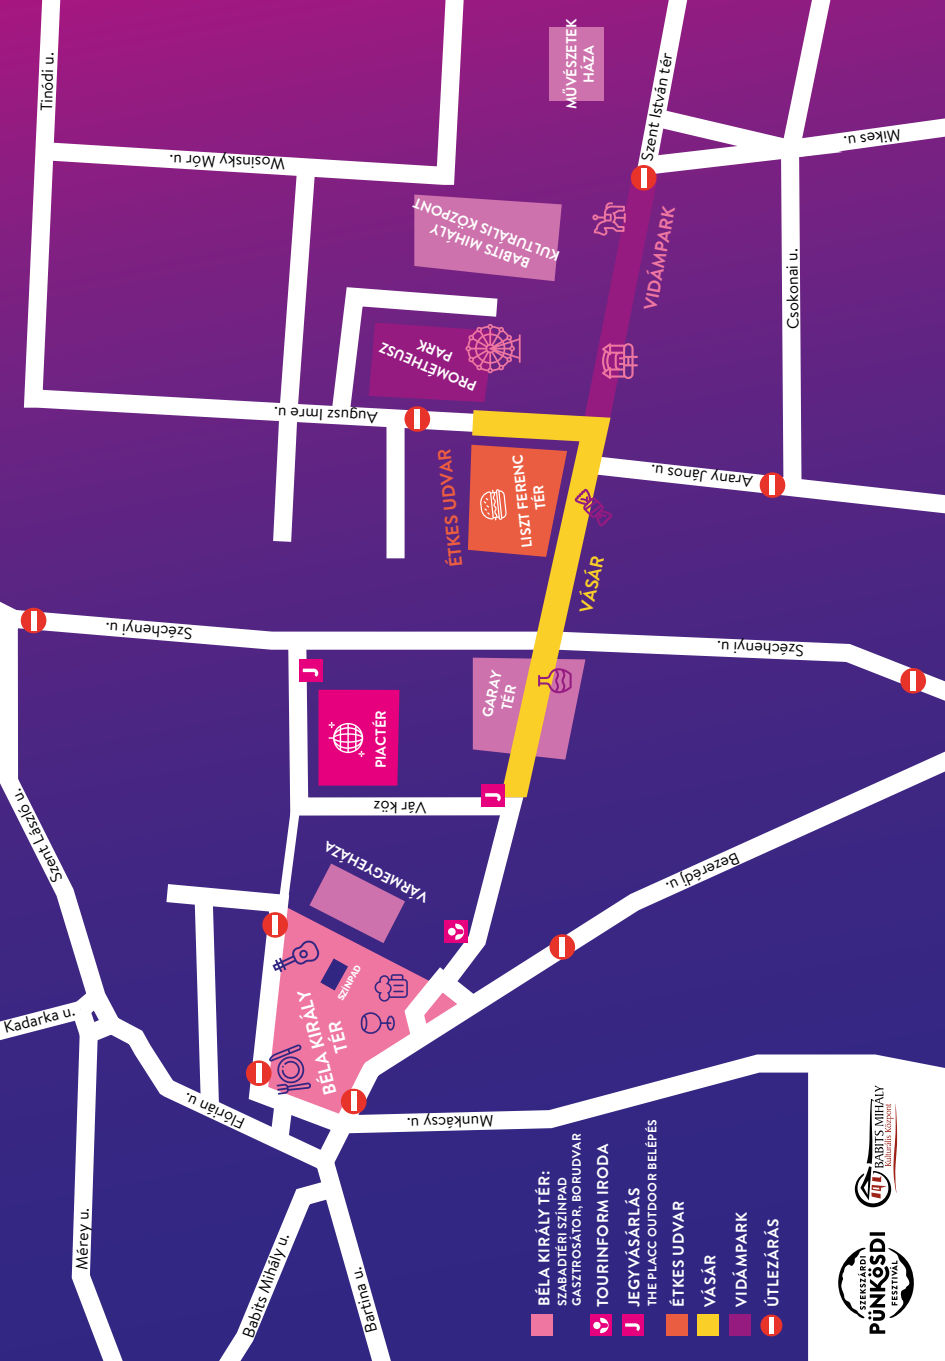 Tinódi u.
Wosinsky Mór u.
MŰVÉSZETEK
HÁZA
Szent István tér
Mikes u.
BABITS MIHÁLY
KULTURÁLIS KÖZPONT
VIDÁMPARK
Csokonai u.
PROMÉTHEUSZ
PARK
Augusz Imre u.
ÉTKES UDVAR
LISZT FERENC
TÉR
Arany János u.
VÁSÁR
Széchenyi u.
Széchenyi u.
J
GARAY
TÉR
PIACTÉR
J
Vár köz
Szent László u.
VÁRMEGYEHÁZA
Bezerédj u.
SZÍNPAD
BÉLA KIRÁLY
TÉR
Kadarka u.
Flórián u.
Munkácsy u.
Mérey u.
Babits Mihály u.
Bartina u.
BÉLA KIRÁLY TÉR:
SZABADTÉRI SZÍNPAD
GASZTROSÁTOR, BORUDVAR
TOURINFORM IRODA
J JEGYVÁSÁRLÁS
THE PLACC OUTDOOR BELÉPÉS
ÉTKES UDVAR
VÁSÁR
VIDÁMPARK
ÚTLEZÁRÁS
SZEKSZÁRDI
PÜNKÖSDI
FESZTIVÁL
BABITS MIHÁLY
Kulturális Központ